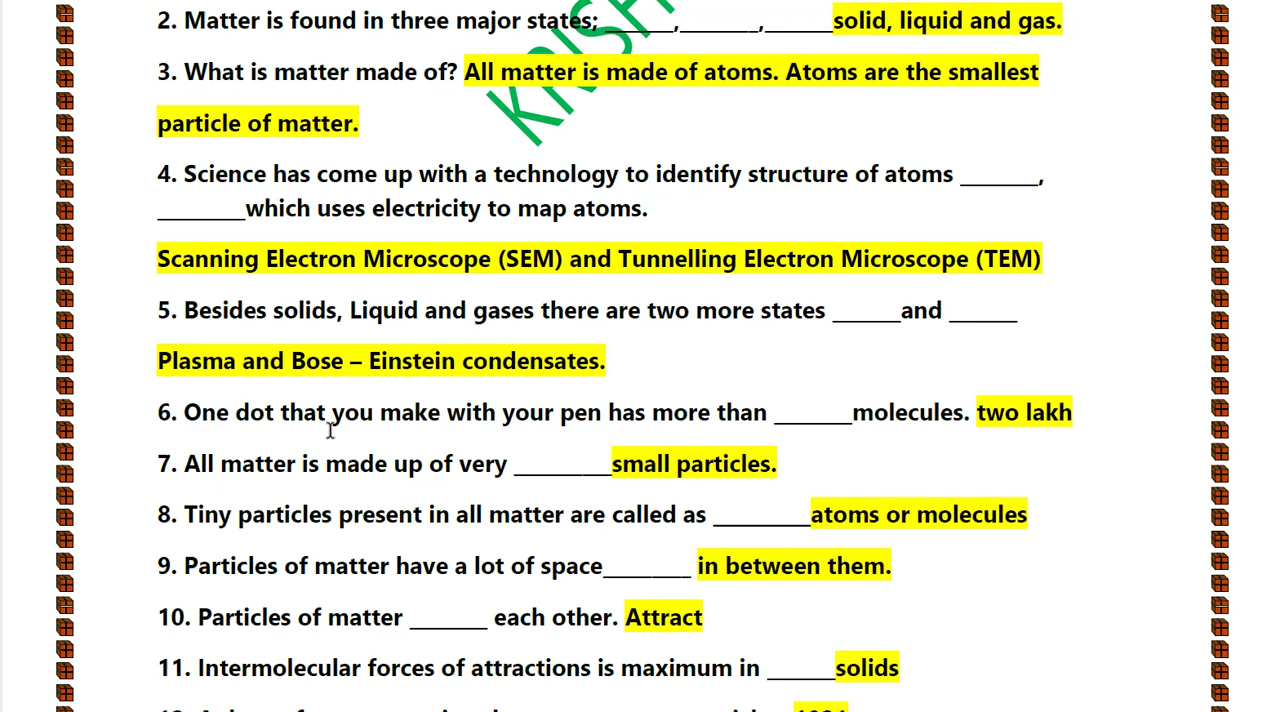 2. Matter is found in three major states; ______,_______,______solid, liquid and gas.
3. What is matter made of? All matter is made of atoms. Atoms are the smallest
particle of matter.
4. Science has come up with a technology to identify structure of atoms _______,
________which uses electricity to map atoms.
Scanning Electron Microscope (SEM) and Tunnelling Electron Microscope (TEM)
5. Besides solids, Liquid and gases there are two more states ______and ______
Plasma and Bose – Einstein condensates.
6. One dot that you make with your pen has more than _______molecules. two lakh
7. All matter is made up of very _________small particles.
8. Tiny particles present in all matter are called as _________atoms or molecules
9. Particles of matter have a lot of space________ in between them.
10. Particles of matter _______ each other. Attract
11. Intermolecular forces of attractions is maximum in ______solids